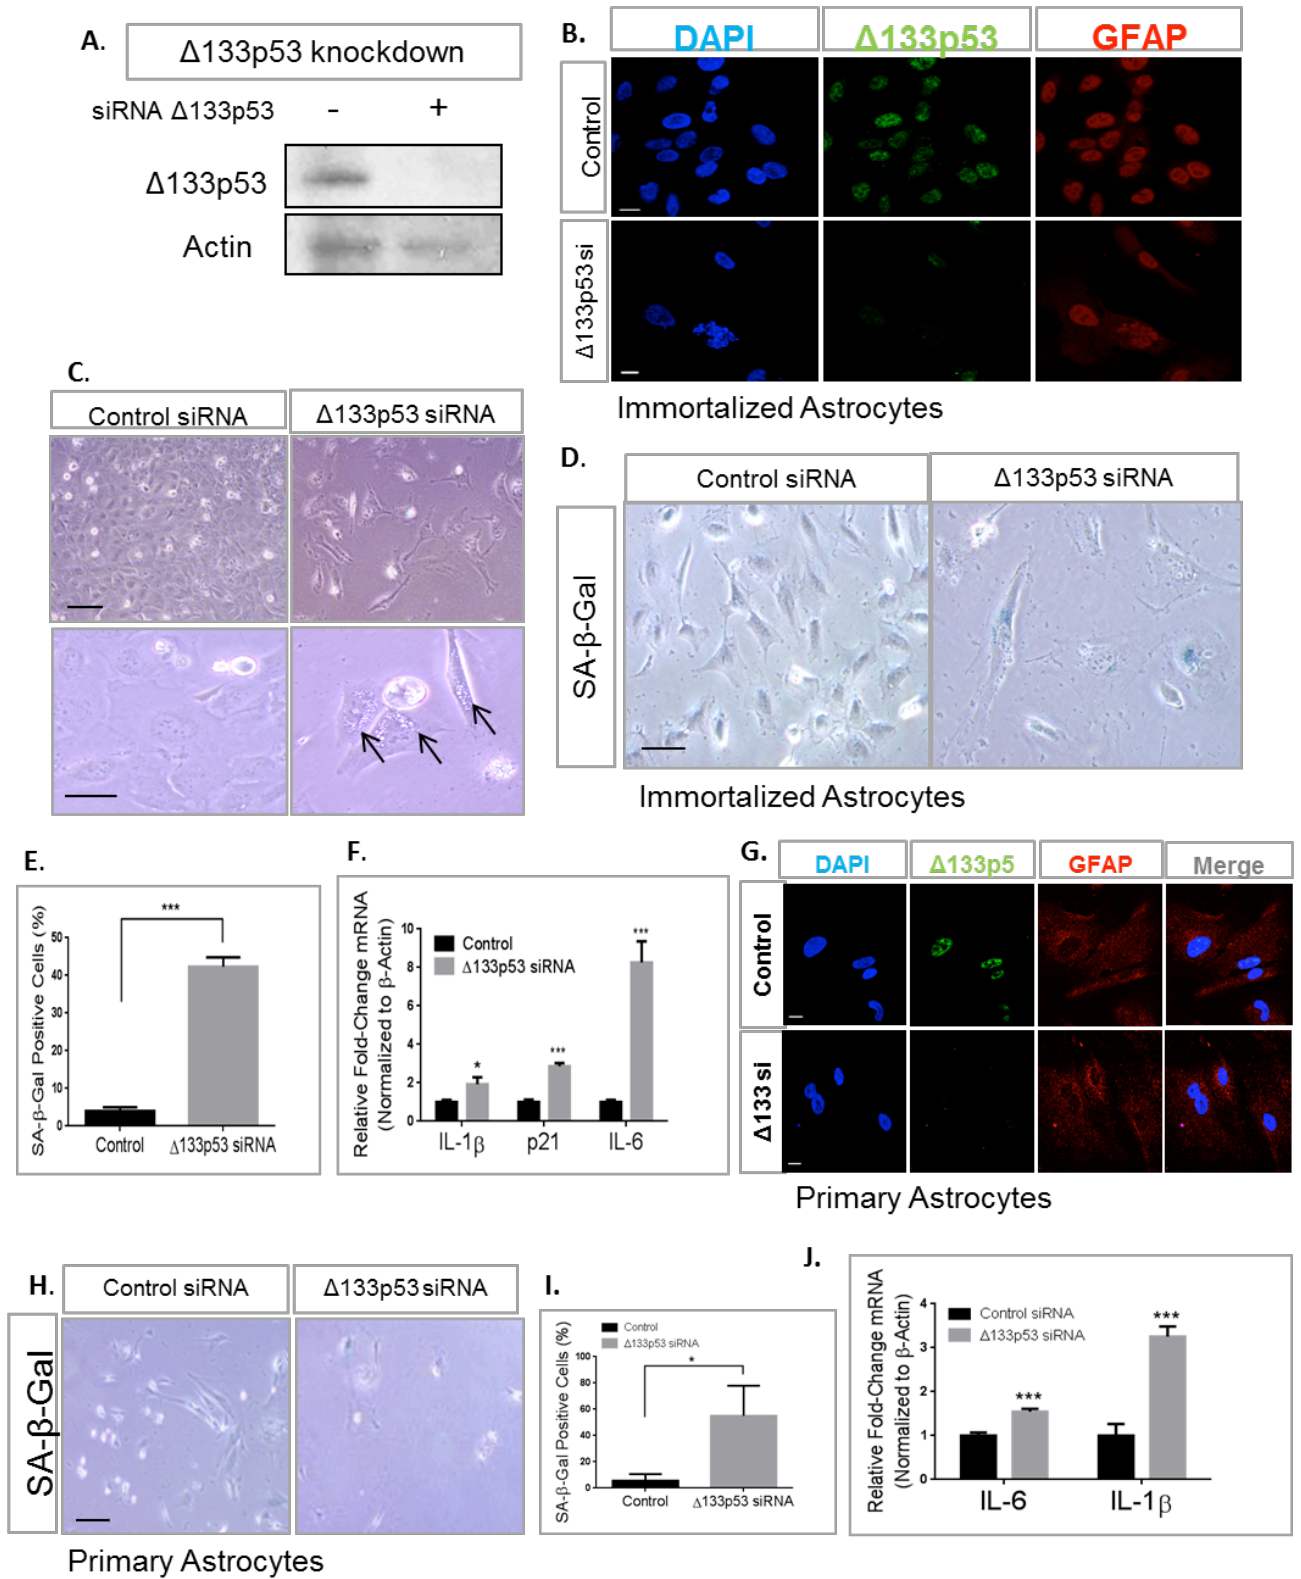 A.
Δ133p53 knockdown
siRNA Δ133p53 - +
Δ133p53
Actin
B.
DAPI Δ133p53 GFAP
Control
Δ133p53 si
Immortalized Astrocytes
C.
Control siRNA Δ133p53 siRNA
D.
Control siRNA Δ133p53 siRNA
SA-β-Gal
Immortalized Astrocytes
E.
SA-β-Gal Positive Cells (%)
50
40
30
20
10
0
***
Control Δ133p53 siRNA
F.
Relative Fold-Change mRNA
(Normalized to β-Actin)
10
8
6
4
2
0
Control
Δ133p53 siRNA
* *** ***
IL-1β p21 IL-6
G.
DAPI Δ133p5 GFAP Merge
Control
Δ133 si
Primary Astrocytes
H.
Control siRNA Δ133p53 siRNA
SA-β-Gal
Primary Astrocytes
I.
Control
Δ133p53 siRNA
SA-β-Gal Positive Cells (%)
100
80
60
40
20
0
*
Control Δ133p53 siRNA
J.
Relative Fold-Change mRNA
(Normalized to β-Actin)
4
3
2
1
0
Control siRNA
Δ133p53 siRNA
*** ***
IL-6 IL-1β